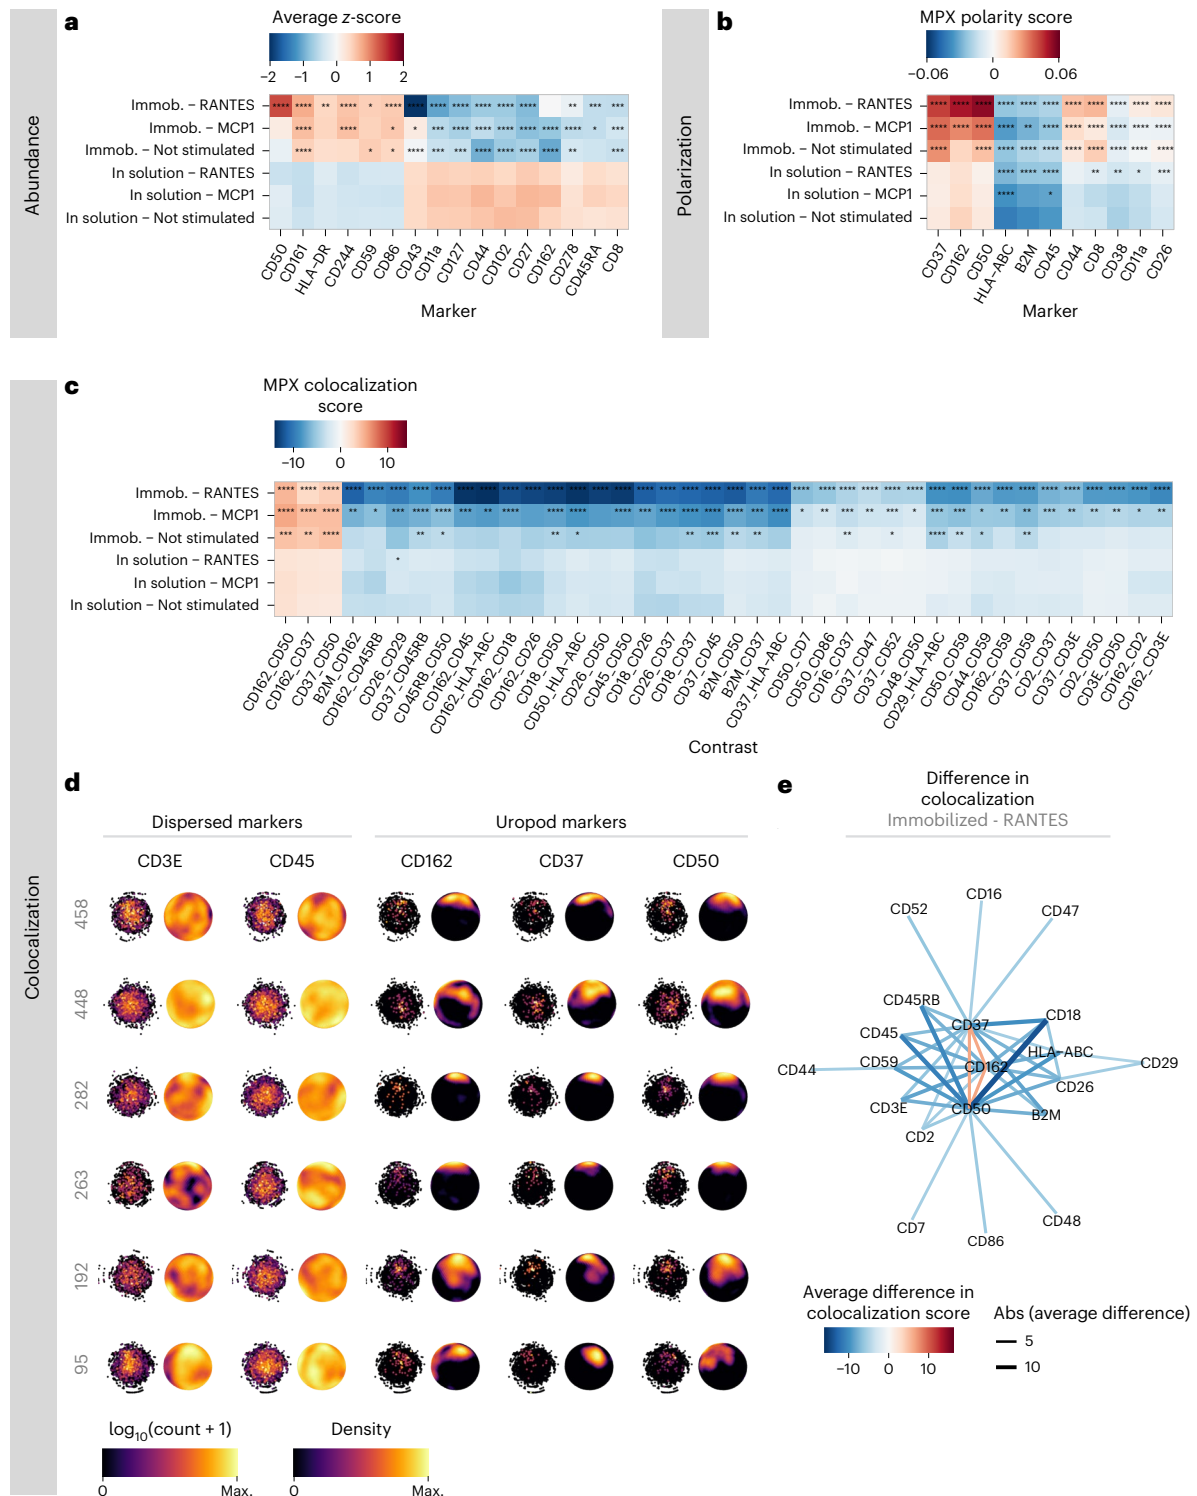 a
Average z-score
−2 −1 0 1 2
Abundance
Immob. – RANTES
Immob. – MCP1
Immob. – Not stimulated
In solution – RANTES
In solution – MCP1
In solution – Not stimulated
CD50 CD161 HLA-DR CD244 CD59 CD86 CD43 CD11a CD127 CD44 CD102 CD27 CD162 CD278 CD45RA CD8
Marker
b
MPX polarity score
−0.06 0 0.06
Polarization
Immob. – RANTES
Immob. – MCP1
Immob. – Not stimulated
In solution – RANTES
In solution – MCP1
In solution – Not stimulated
CD37 CD162 CD50 HLA-ABC B2M CD45 CD44 CD8 CD38 CD11a CD26
Marker
c
MPX colocalization
score
−10 0 10
Colocalization
Immob. – RANTES
Immob. – MCP1
Immob. – Not stimulated
In solution – RANTES
In solution – MCP1
In solution – Not stimulated
CD162_CD50 CD162_CD37 CD37_CD50 B2M_CD162 CD162_CD45RB CD26_CD29 CD37_CD45RB CD45RB_CD50 CD162_CD45 CD162_HLA-ABC CD162_CD18 CD162_CD26 CD18_CD50 CD50_HLA-ABC CD26_CD50 CD45_CD50 CD18_CD26 CD26_CD37 CD18_CD37 CD37_CD45 B2M_CD50 B2M_CD37 CD37_HLA-ABC CD50_CD7 CD50_CD86 CD16_CD37 CD37_CD47 CD37_CD52 CD48_CD50 CD29_HLA-ABC CD50_CD59 CD44_CD59 CD162_CD59 CD37_CD59 CD2_CD37 CD37_CD3E CD2_CD50 CD3E_CD50 CD162_CD2 CD162_CD3E
Contrast
d
Dispersed markers
Uropod markers
CD3E CD45 CD162 CD37 CD50
458
448
282
263
192
95
log10(count + 1)
0 Max.
Density
0 Max.
e
Difference in
colocalization
Immobilized - RANTES
CD16
CD52
CD47
CD45RB
CD18
CD37
CD45
HLA-ABC
CD59
CD162
CD29
CD44
CD26
CD3E
CD50
B2M
CD2
CD7
CD48
CD86
Average difference in
colocalization score
−10 0 10
Abs (average difference)
5
10